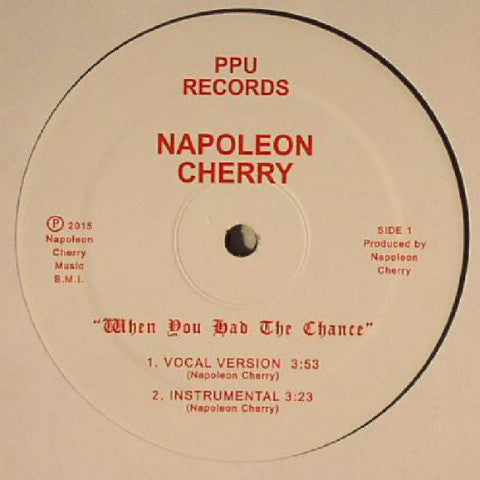 PPU
RECORDS
NAPOLEON
CHERRY
Ⓟ 2015
Napoleon
Cherry
Music
B.M.I.
SIDE 1
Produced by
Napoleon
Cherry
"When You Had The Chance"
1. VOCAL VERSION 3:53
(Napoleon Cherry)
2. INSTRUMENTAL 3:23
(Napoleon Cherry)